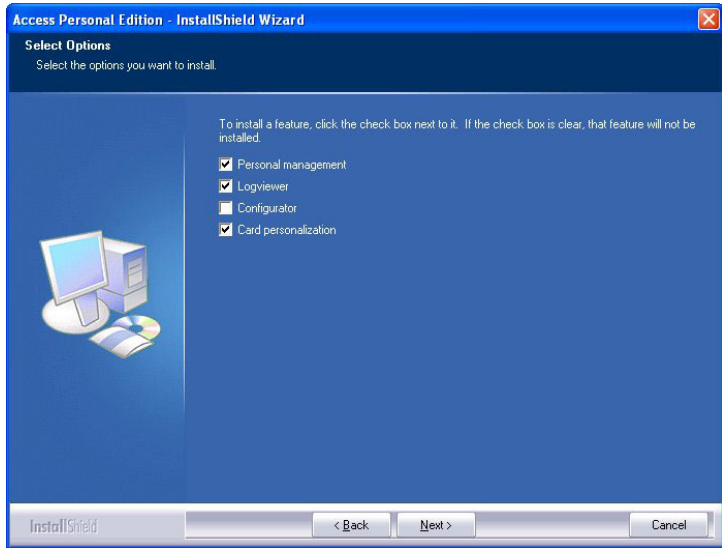 Access Personal Edition - InstallShield Wizard
Select Options
Select the options you want to install.
To install a feature, click the check box next to it. If the check box is clear, that feature will not be
installed.
Personal management
Logviewer
Configurator
Card personalization
InstallShield
< Back
Next >
Cancel